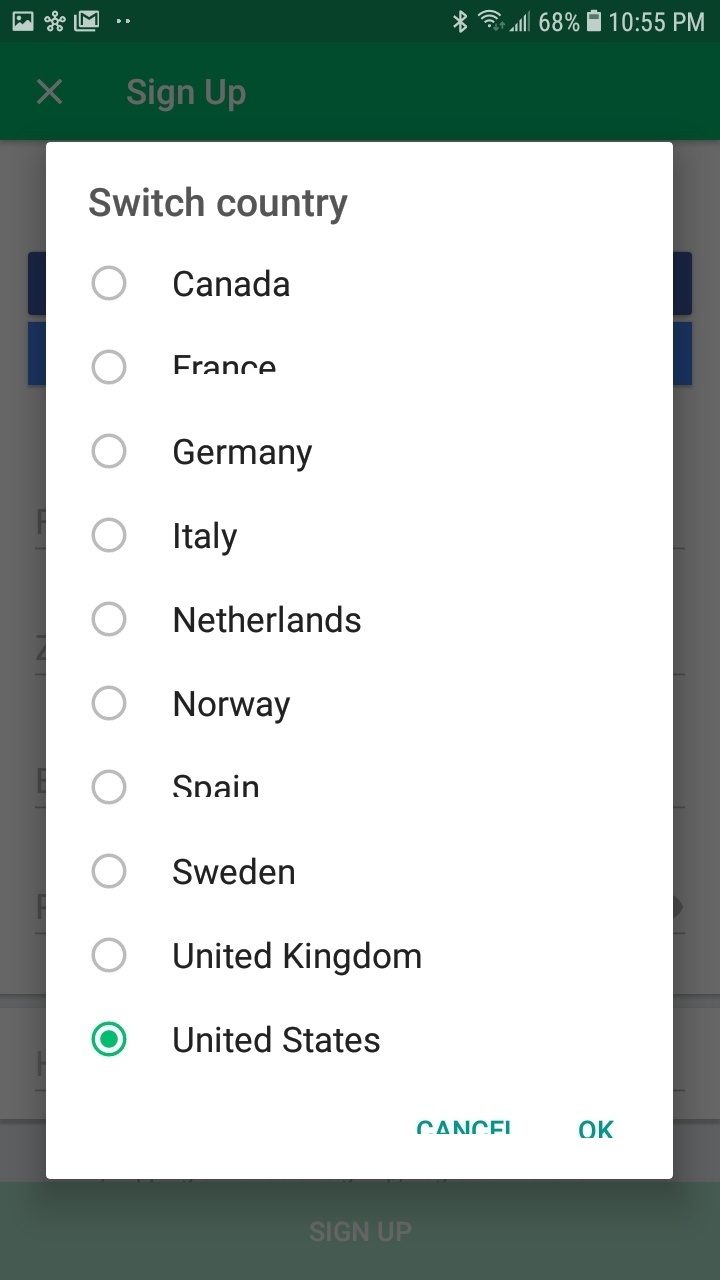 68% 10:55 PM
Sign Up
Switch country
Canada
France
Germany
Italy
Netherlands
Norway
Spain
Sweden
United Kingdom
United States
CANCEL OK
SIGN UP